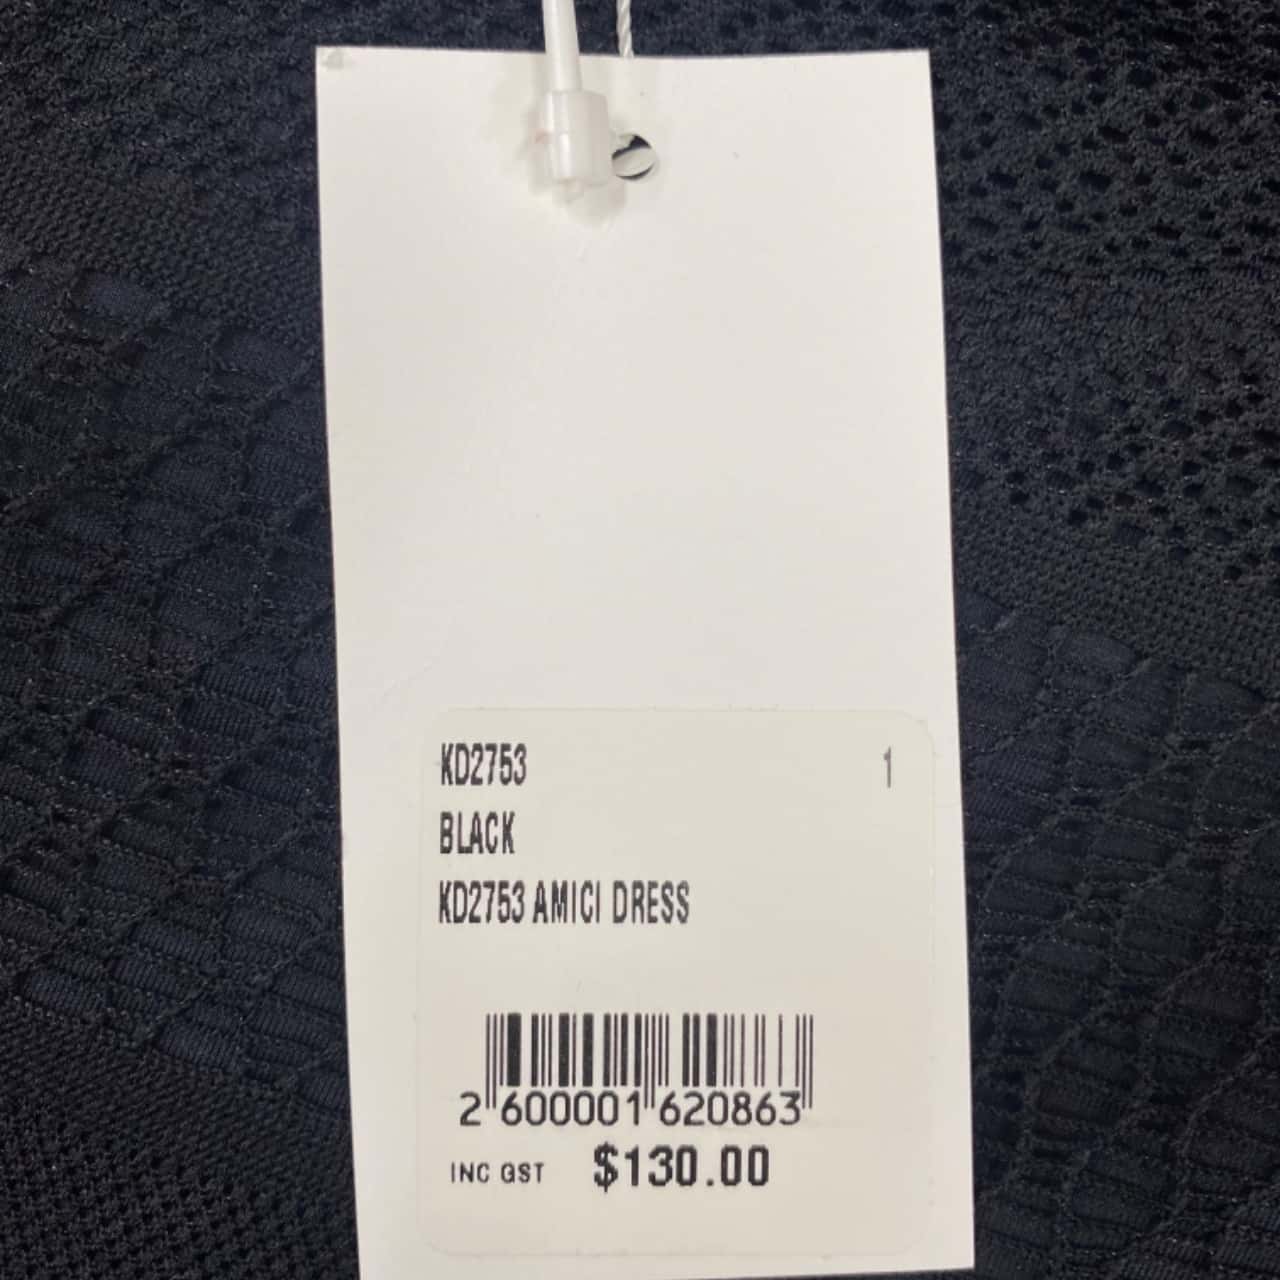 KD2753 1
BLACK
KD2753 AMICI DRESS
2 600001 620863
INC GST $130.00